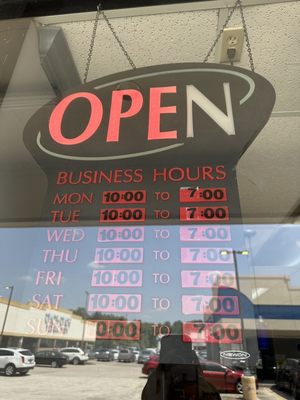 OPEN
BUSINESS HOURS
MON 10:00 TO 7:00
TUE 10:00 TO 7:00
WED 10:00 TO 7:00
THU 10:00 TO 7:00
FRI 10:00 TO 7:00
SAT 10:00 TO 7:00
SUN 0:00 TO 7:00
NEWON